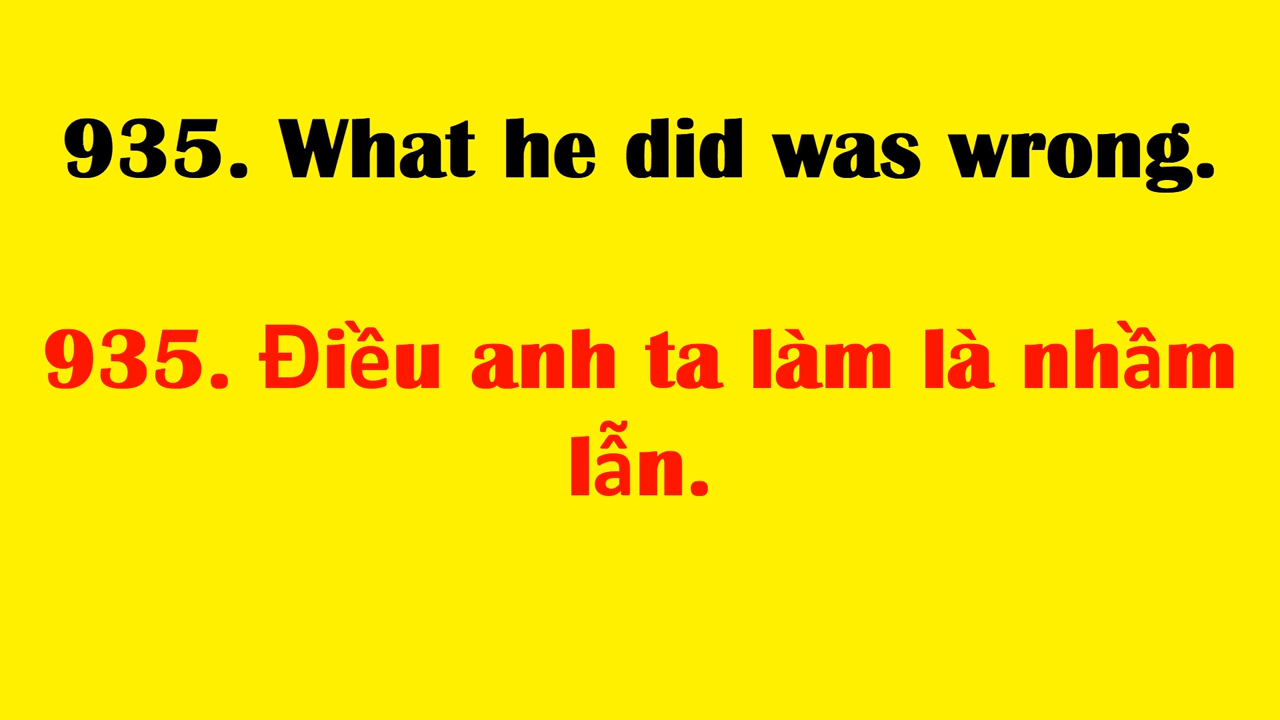 935. What he did was wrong.
935. Điều anh ta làm là nhầm
lẫn.